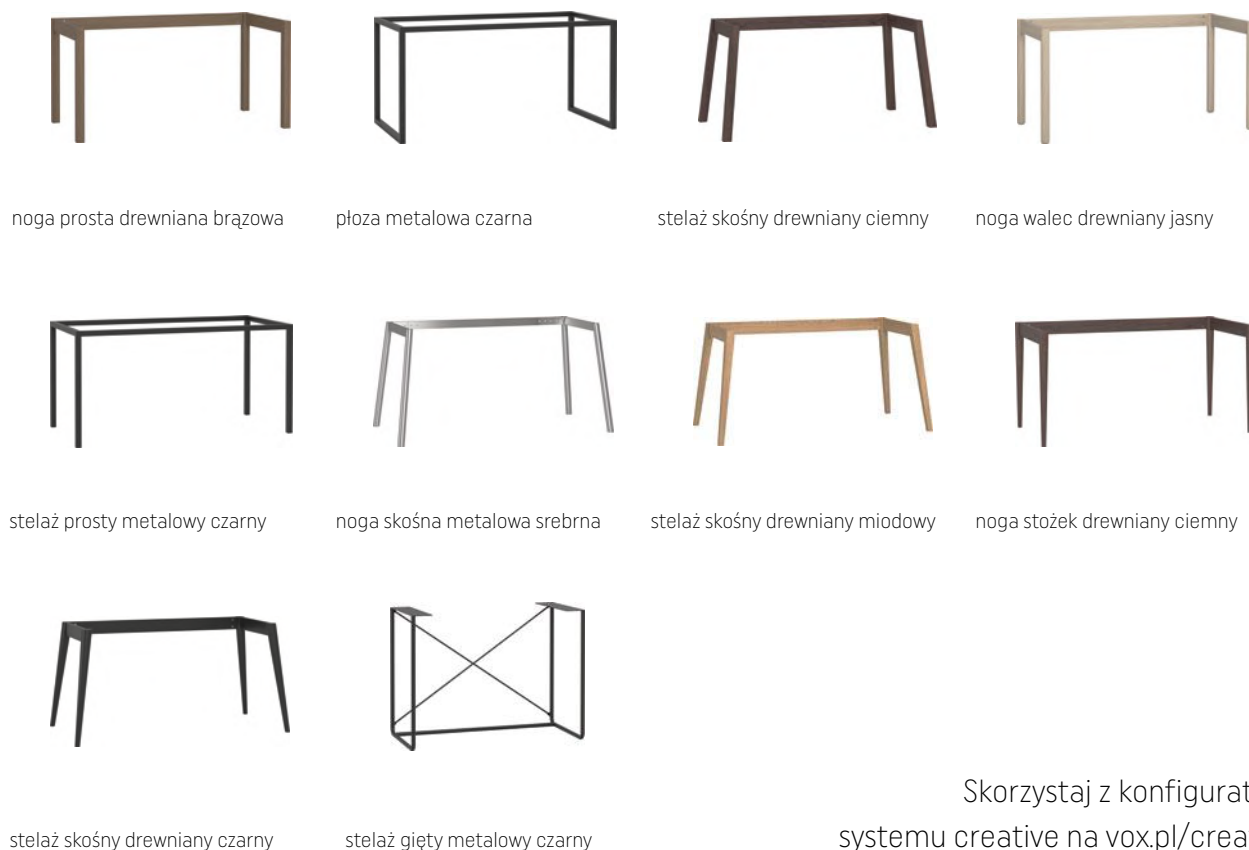 noga prosta drewniana brązowa
płoza metalowa czarna
stelaż skośny drewniany ciemny
noga walec drewniany jasny
stelaż prosty metalowy czarny
noga skośna metalowa srebrna
stelaż skośny drewniany miodowy
noga stożek drewniany ciemny
stelaż skośny drewniany czarny
stelaż gięty metalowy czarny
Skorzystaj z konfigurat
systemu creative na vox.pl/crea